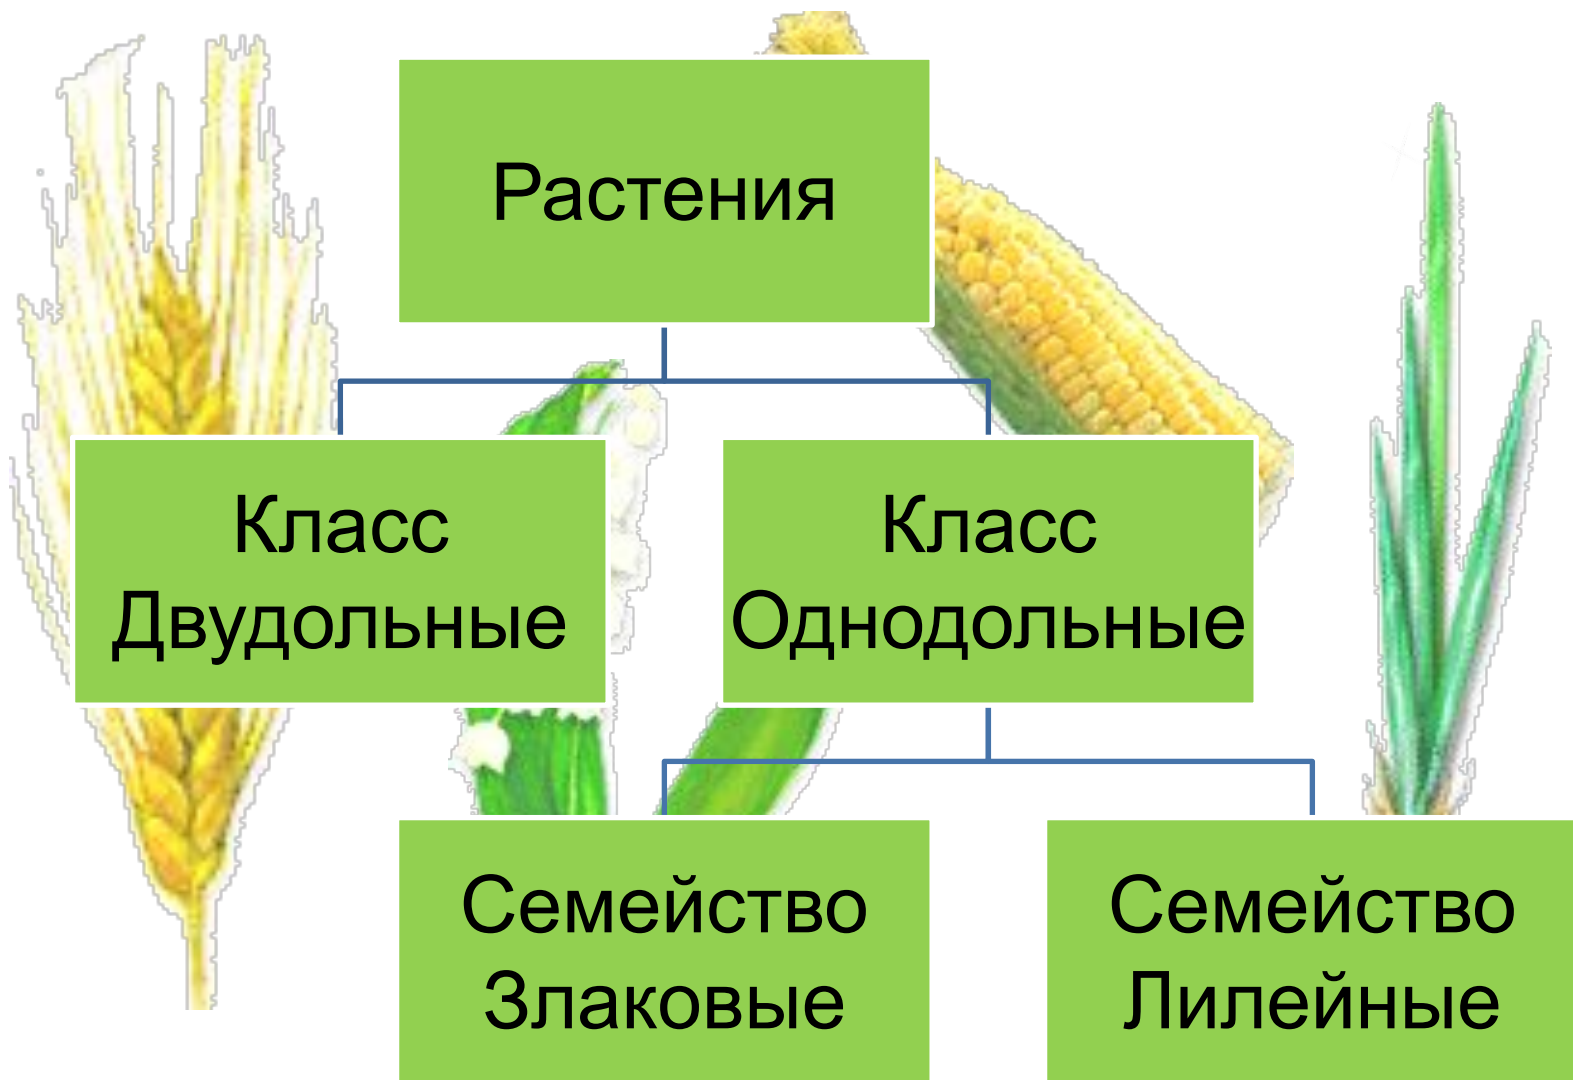 Растения
Класс
Двудольные
Класс
Однодольные
Семейство
Злаковые
Семейство
Лилейные